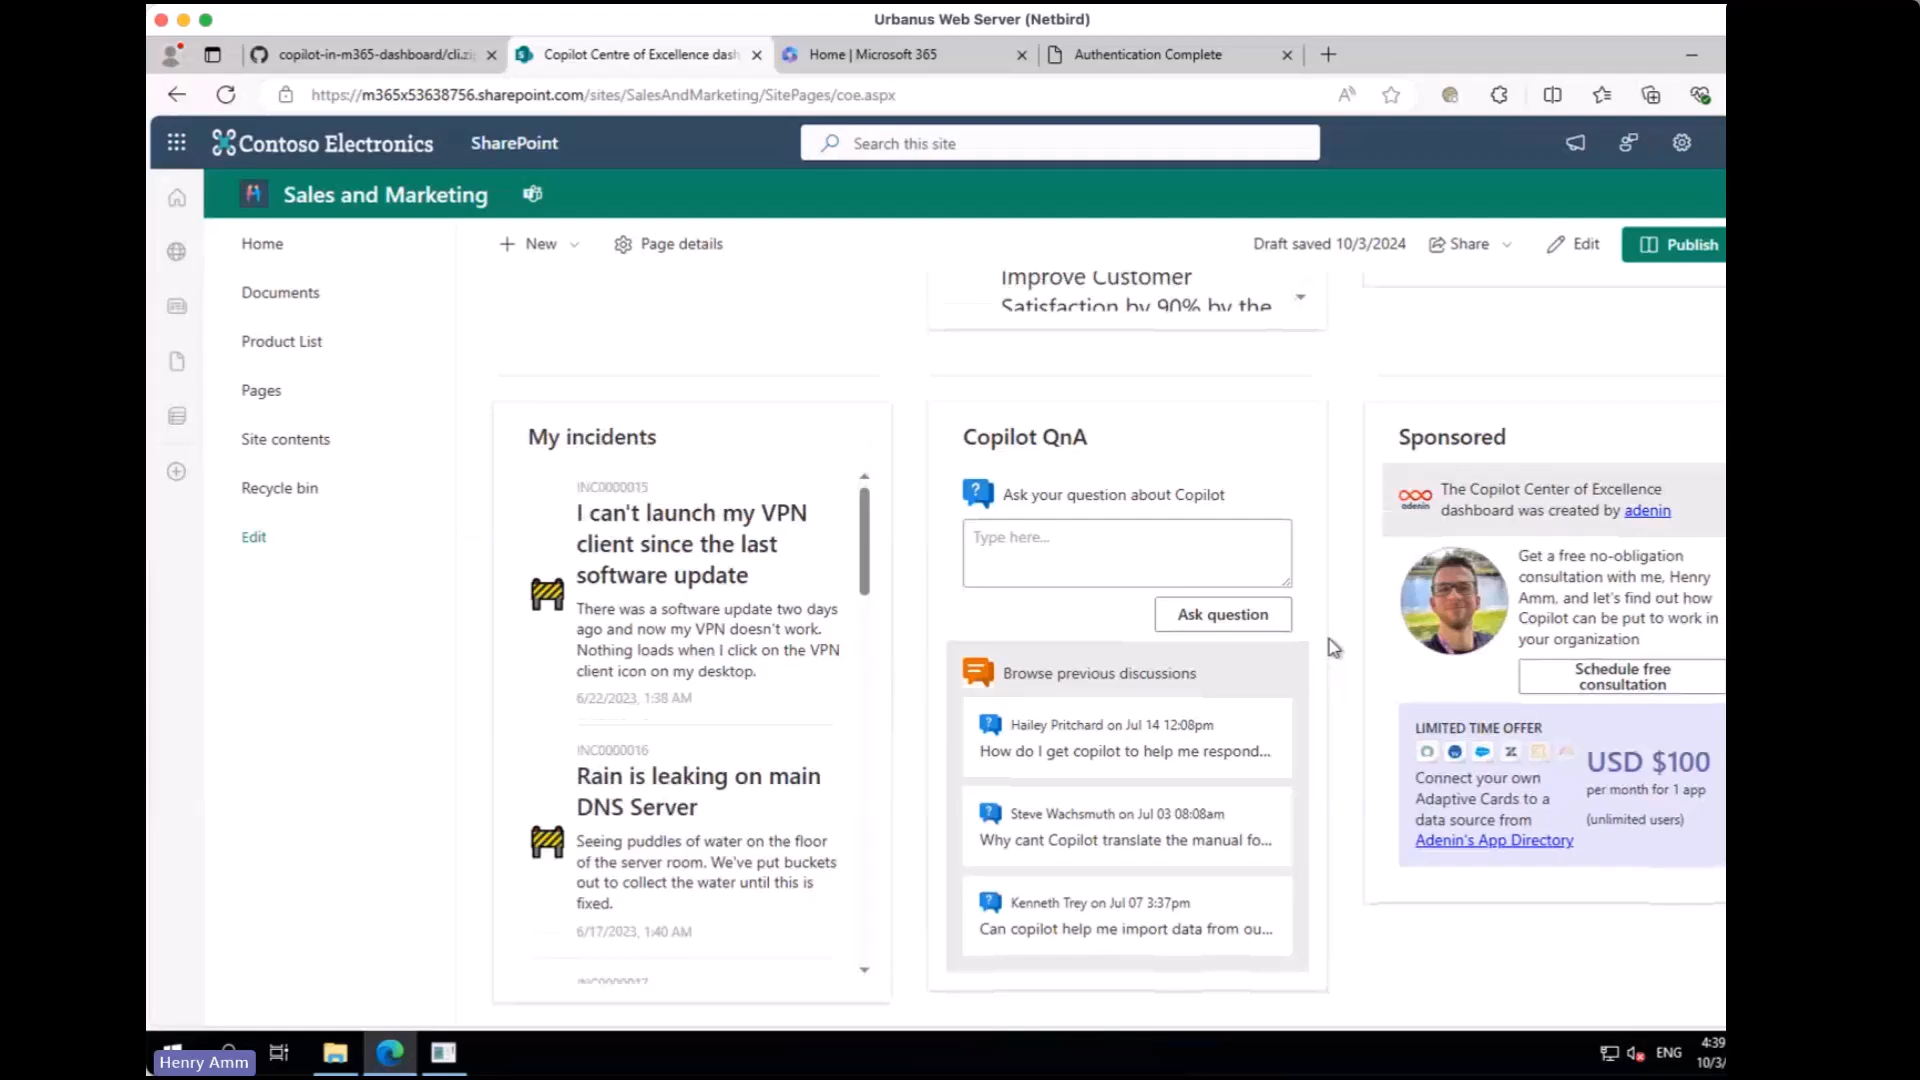 Urbanus Web Server (Netbird)
copilot-in-m365-dashboard/cli.zi
Copilot Centre of Excellence dash
Home | Microsoft 365
Authentication Complete
https://m365x53638756.sharepoint.com/sites/SalesAndMarketing/SitePages/coe.aspx
Contoso Electronics
SharePoint
Search this site
Sales and Marketing
Home
Documents
Product List
Pages
Site contents
Recycle bin
Edit
New
Page details
Draft saved 10/3/2024
Share
Edit
Publish
Improve Customer
Satisfaction by 90% by the
My incidents
INC0000015
I can't launch my VPN
client since the last
software update
There was a software update two days
ago and now my VPN doesn't work.
Nothing loads when I click on the VPN
client icon on my desktop.
6/22/2023, 1:38 AM
INC0000016
Rain is leaking on main
DNS Server
Seeing puddles of water on the floor
of the server room. We've put buckets
out to collect the water until this is
fixed.
6/17/2023, 1:40 AM
INC0000017
Copilot QnA
Ask your question about Copilot
Type here...
Ask question
Browse previous discussions
Hailey Pritchard on Jul 14 12:08pm
How do I get copilot to help me respond...
Steve Wachsmuth on Jul 03 08:08am
Why cant Copilot translate the manual fo...
Kenneth Trey on Jul 07 3:37pm
Can copilot help me import data from ou...
Sponsored
adenin
The Copilot Center of Excellence
dashboard was created by adenin
Get a free no-obligation
consultation with me, Henry
Amm, and let's find out how
Copilot can be put to work in
your organization
Schedule free
consultation
LIMITED TIME OFFER
Connect your own
Adaptive Cards to a
data source from
Adenin's App Directory
USD $100
per month for 1 app
(unlimited users)
Henry Amm
ENG
4:39
10/3/